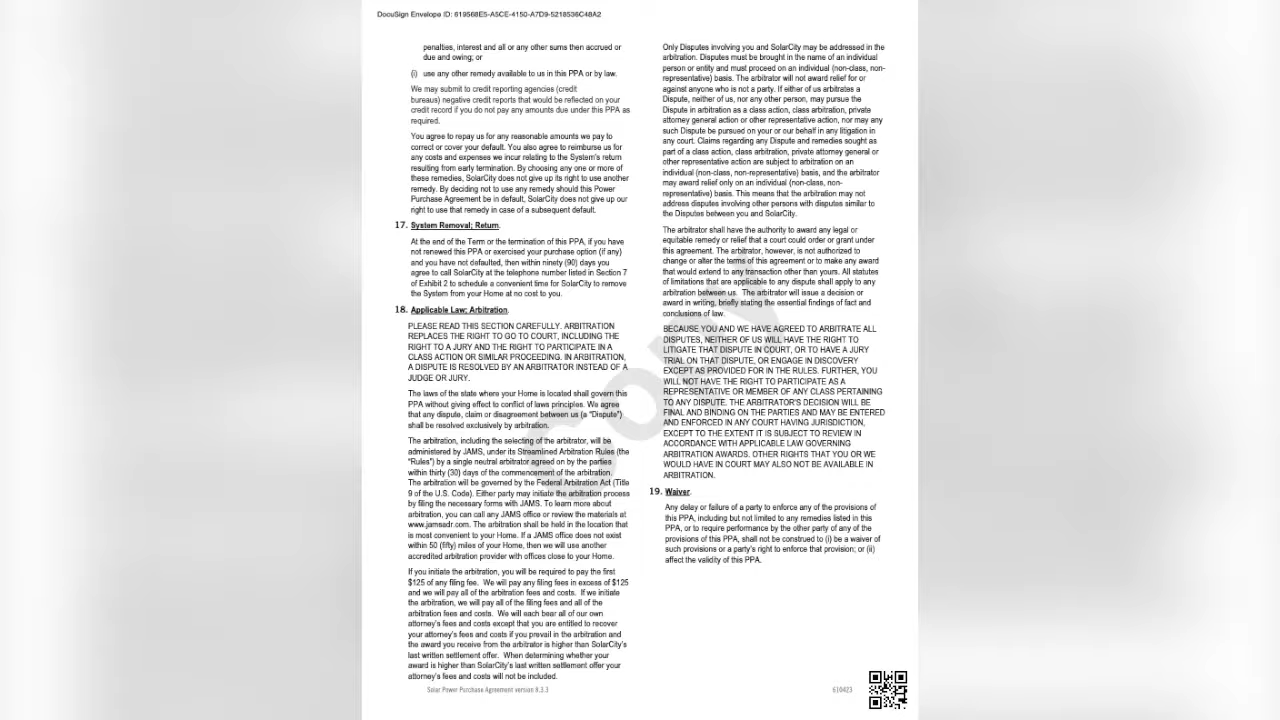 DocuSign Envelope ID: 619568E5-A5CE-4150-A7D9-5218536C48A2
penalties, interest and all or any other sums then accrued or
due and owing; or
(i) use any other remedy available to us in this PPA or by law.
We may submit to credit reporting agencies (credit
bureaus) negative credit reports that would be reflected on your
credit record if you do not pay any amounts due under this PPA as
required.
You agree to repay us for any reasonable amounts we pay to
correct or cover your default. You also agree to reimburse us for
any costs and expenses we incur relating to the System's return
resulting from early termination. By choosing any one or more of
these remedies, SolarCity does not give up its right to use another
remedy. By deciding not to use any remedy should this Power
Purchase Agreement be in default, SolarCity does not give up our
right to use that remedy in case of a subsequent default.
17. System Removal; Return.
At the end of the Term or the termination of this PPA, if you have
not renewed this PPA or exercised your purchase option (if any)
and you have not defaulted, then within ninety (90) days you
agree to call SolarCity at the telephone number listed in Section 7
of Exhibit 2 to schedule a convenient time for SolarCity to remove
the System from your Home at no cost to you.
18. Applicable Law; Arbitration.
PLEASE READ THIS SECTION CAREFULLY. ARBITRATION
REPLACES THE RIGHT TO GO TO COURT, INCLUDING THE
RIGHT TO A JURY AND THE RIGHT TO PARTICIPATE IN A
CLASS ACTION OR SIMILAR PROCEEDING. IN ARBITRATION,
A DISPUTE IS RESOLVED BY AN ARBITRATOR INSTEAD OF A
JUDGE OR JURY.
The laws of the state where your Home is located shall govern this
PPA without giving effect to conflict of laws principles. We agree
that any dispute, claim or disagreement between us (a "Dispute")
shall be resolved exclusively by arbitration.
The arbitration, including the selecting of the arbitrator, will be
administered by JAMS, under its Streamlined Arbitration Rules (the
"Rules") by a single neutral arbitrator agreed on by the parties
within thirty (30) days of the commencement of the arbitration.
The arbitration will be governed by the Federal Arbitration Act (Title
9 of the U.S. Code). Either party may initiate the arbitration process
by filing the necessary forms with JAMS. To learn more about
arbitration, you can call any JAMS office or review the materials at
www.jamsadr.com. The arbitration shall be held in the location that
is most convenient to your Home. If a JAMS office does not exist
within 50 (fifty) miles of your Home, then we will use another
accredited arbitration provider with offices close to your Home.
If you initiate the arbitration, you will be required to pay the first
$125 of any filing fee. We will pay any filing fees in excess of $125
and we will pay all of the arbitration fees and costs. If we initiate
the arbitration, we will pay all of the filing fees and all of the
arbitration fees and costs. We will each bear all of our own
attorney's fees and costs except that you are entitled to recover
your attorney's fees and costs if you prevail in the arbitration and
the award you receive from the arbitrator is higher than SolarCity's
last written settlement offer. When determining whether your
award is higher than SolarCity's last written settlement offer your
attorney's fees and costs will not be included.
Only Disputes involving you and SolarCity may be addressed in the
arbitration. Disputes must be brought in the name of an individual
person or entity and must proceed on an individual (non-class, non-
representative) basis. The arbitrator will not award relief for or
against anyone who is not a party. If either of us arbitrates a
Dispute, neither of us, nor any other person, may pursue the
Dispute in arbitration as a class action, class arbitration, private
attorney general action or other representative action, nor may any
such Dispute be pursued on your or our behalf in any litigation in
any court. Claims regarding any Dispute and remedies sought as
part of a class action, class arbitration, private attorney general or
other representative action are subject to arbitration on an
individual (non-class, non-representative) basis, and the arbitrator
may award relief only on an individual (non-class, non-
representative) basis. This means that the arbitration may not
address disputes involving other persons with disputes similar to
the Disputes between you and SolarCity.
The arbitrator shall have the authority to award any legal or
equitable remedy or relief that a court could order or grant under
this agreement. The arbitrator, however, is not authorized to
change or alter the terms of this agreement or to make any award
that would extend to any transaction other than yours. All statutes
of limitations that are applicable to any dispute shall apply to any
arbitration between us. The arbitrator will issue a decision or
award in writing, briefly stating the essential findings of fact and
conclusions of law.
BECAUSE YOU AND WE HAVE AGREED TO ARBITRATE ALL
DISPUTES, NEITHER OF US WILL HAVE THE RIGHT TO
LITIGATE THAT DISPUTE IN COURT, OR TO HAVE A JURY
TRIAL ON THAT DISPUTE, OR ENGAGE IN DISCOVERY
EXCEPT AS PROVIDED FOR IN THE RULES. FURTHER, YOU
WILL NOT HAVE THE RIGHT TO PARTICIPATE AS A
REPRESENTATIVE OR MEMBER OF ANY CLASS PERTAINING
TO ANY DISPUTE. THE ARBITRATOR'S DECISION WILL BE
FINAL AND BINDING ON THE PARTIES AND MAY BE ENTERED
AND ENFORCED IN ANY COURT HAVING JURISDICTION,
EXCEPT TO THE EXTENT IT IS SUBJECT TO REVIEW IN
ACCORDANCE WITH APPLICABLE LAW GOVERNING
ARBITRATION AWARDS. OTHER RIGHTS THAT YOU OR WE
WOULD HAVE IN COURT MAY ALSO NOT BE AVAILABLE IN
ARBITRATION.
19. Waiver.
Any delay or failure of a party to enforce any of the provisions of
this PPA, including but not limited to any remedies listed in this
PPA, or to require performance by the other party of any of the
provisions of this PPA, shall not be construed to (i) be a waiver of
such provisions or a party's right to enforce that provision; or (ii)
affect the validity of this PPA.
Copy
Solar Power Purchase Agreement version 8.3.3
610423